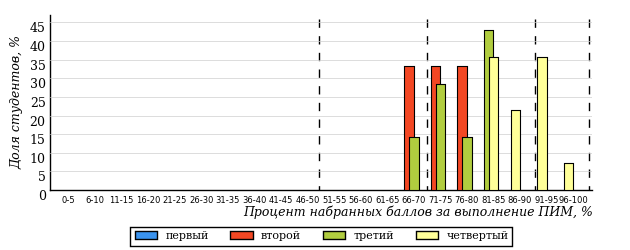 Доля студентов, %
45
40
35
30
25
20
15
10
5
0
0-5 6-10 11-15 16-20 21-25 26-30 31-35 36-40 41-45 46-50 51-55 56-60 61-65 66-70 71-75 76-80 81-85 86-90 91-95 96-100
Процент набранных баллов за выполнение ПИМ, %
первый второй третий четвертый